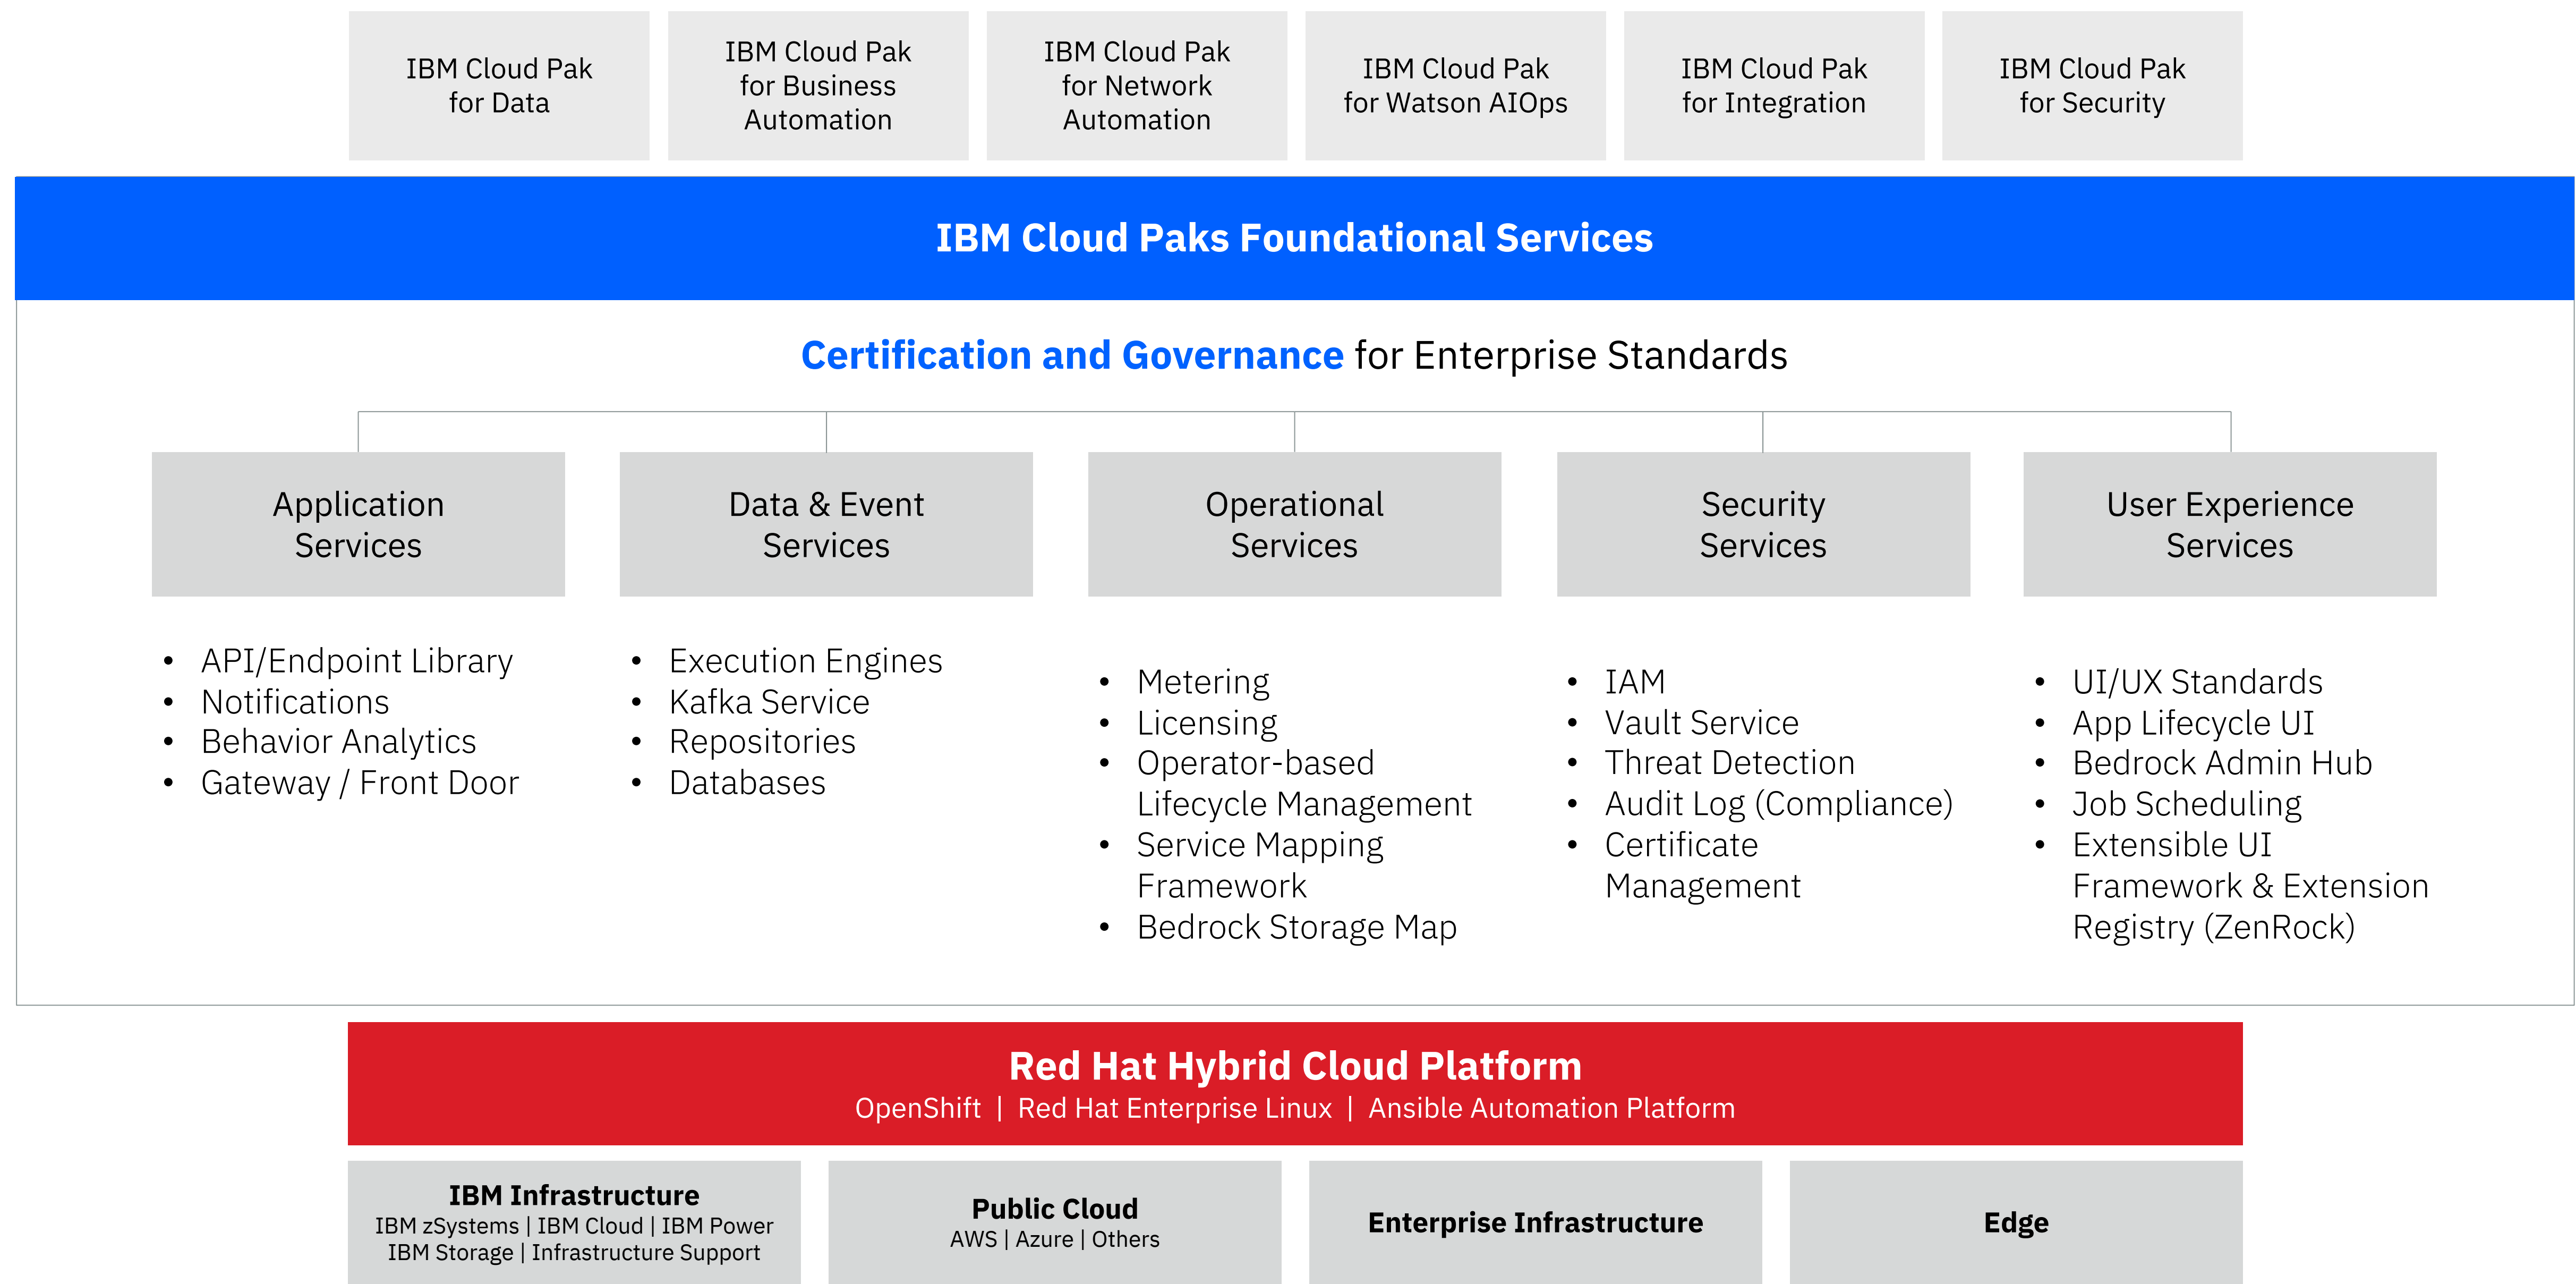 IBM Cloud Pak
for Data
IBM Cloud Pak
for Business
Automation
IBM Cloud Pak
for Network
Automation
IBM Cloud Pak
for Watson AIOps
IBM Cloud Pak
for Integration
IBM Cloud Pak
for Security
IBM Cloud Paks Foundational Services
Certification and Governance for Enterprise Standards
Application
Services
• API/Endpoint Library
• Notifications
• Behavior Analytics
• Gateway / Front Door
Data & Event
Services
• Execution Engines
• Kafka Service
• Repositories
• Databases
Operational
Services
• Metering
• Licensing
• Operator-based
Lifecycle Management
• Service Mapping
Framework
• Bedrock Storage Map
Security
Services
• IAM
• Vault Service
• Threat Detection
• Audit Log (Compliance)
• Certificate
Management
User Experience
Services
• UI/UX Standards
• App Lifecycle UI
• Bedrock Admin Hub
• Job Scheduling
• Extensible UI
Framework & Extension
Registry (ZenRock)
Red Hat Hybrid Cloud Platform
OpenShift | Red Hat Enterprise Linux | Ansible Automation Platform
IBM Infrastructure
IBM zSystems | IBM Cloud | IBM Power
IBM Storage | Infrastructure Support
Public Cloud
AWS | Azure | Others
Enterprise Infrastructure
Edge